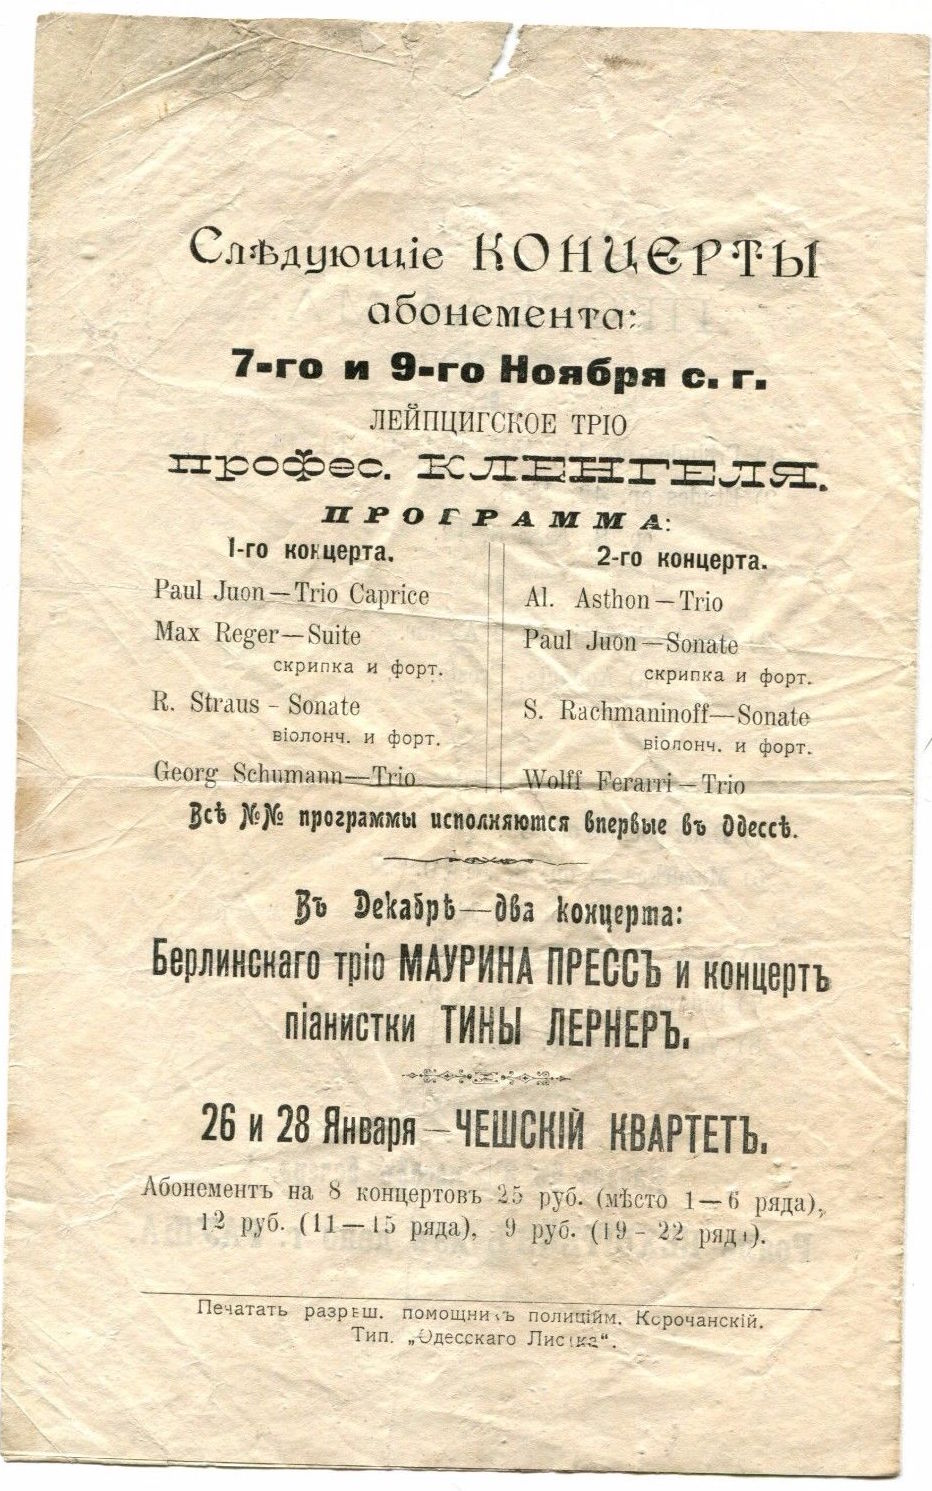 Слѣдующіе КОНЦЕРТЫ
абонемента:
7-го и 9-го Ноября с. г.
ЛЕЙПЦИГСКОЕ ТРІО
профес. КЛЕНГЕЛЯ.
ПРОГРАММА:
1-го концерта.
Paul Juon—Trio Caprice
Max Reger—Suite
скрипка и форт.
R. Straus - Sonate
віолонч. и форт.
Georg Schumann—Trio
2-го концерта.
Al. Asthon—Trio
Paul Juon—Sonate
скрипка и форт.
S. Rachmaninoff—Sonate
віолонч. и форт.
Wolff Ferarri—Trio
Всѣ №№ программы исполняются впервые въ Одессѣ.
Въ Декабрѣ—два концерта:
Берлинскаго тріо МАУРИНА ПРЕССЪ и концертъ
піанистки ТИНЫ ЛЕРНЕРЪ.
26 и 28 Января—ЧЕШСКІЙ КВАРТЕТЪ.
Абонементъ на 8 концертовъ 25 руб. (мѣсто 1—6 ряда),
12 руб. (11—15 ряда), 9 руб. (19-22 ряда).
Печатать разрѣш. помощникъ полиційм. Корочанскій.
Тип. „Одесскаго Листка“.